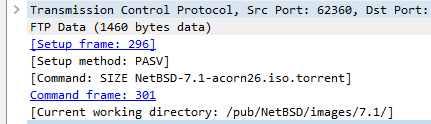 Transmission Control Protocol, Src Port: 62360, Dst Port:
FTP Data (1460 bytes data)
[Setup frame: 296]
[Setup method: PASV]
[Command: SIZE NetBSD-7.1-acorn26.iso.torrent]
Command frame: 301
[Current working directory: /pub/NetBSD/images/7.1/]